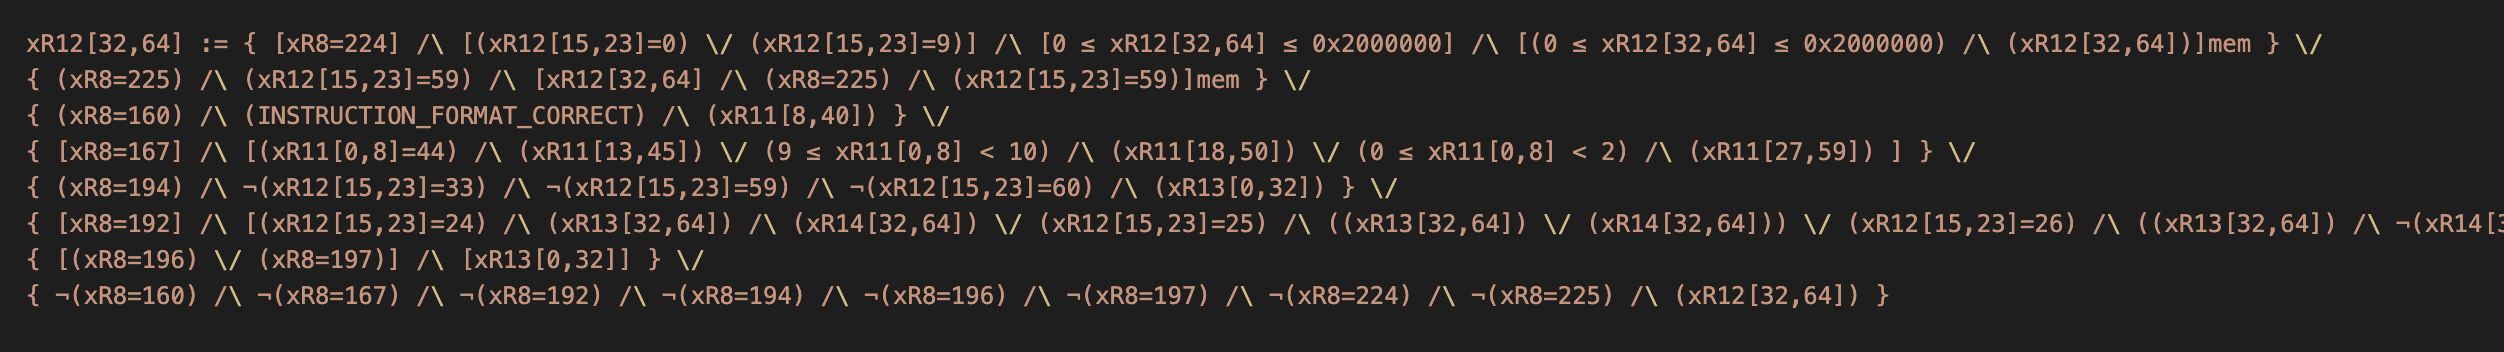 xR12[32,64] := { [xR8=224] /\ [(xR12[15,23]=0) \/ (xR12[15,23]=9)] /\ [0 ≤ xR12[32,64] ≤ 0x2000000] /\ [(0 ≤ xR12[32,64] ≤ 0x2000000) /\ (xR12[32,64])]mem } \/
{ (xR8=225) /\ (xR12[15,23]=59) /\ [xR12[32,64] /\ (xR8=225) /\ (xR12[15,23]=59)]mem } \/
{ (xR8=160) /\ (INSTRUCTION_FORMAT_CORRECT) /\ (xR11[8,40]) } \/
{ [xR8=167] /\ [(xR11[0,8]=44) /\ (xR11[13,45]) \/ (9 ≤ xR11[0,8] < 10) /\ (xR11[18,50]) \/ (0 ≤ xR11[0,8] < 2) /\ (xR11[27,59]) ] } \/
{ (xR8=194) /\ ¬(xR12[15,23]=33) /\ ¬(xR12[15,23]=59) /\ ¬(xR12[15,23]=60) /\ (xR13[0,32]) } \/
{ [xR8=192] /\ [(xR12[15,23]=24) /\ (xR13[32,64]) /\ (xR14[32,64]) \/ (xR12[15,23]=25) /\ ((xR13[32,64]) \/ (xR14[32,64])) \/ (xR12[15,23]=26) /\ ((xR13[32,64]) /\ ¬(xR14[
{ [(xR8=196) \/ (xR8=197)] /\ [xR13[0,32]] } \/
{ ¬(xR8=160) /\ ¬(xR8=167) /\ ¬(xR8=192) /\ ¬(xR8=194) /\ ¬(xR8=196) /\ ¬(xR8=197) /\ ¬(xR8=224) /\ ¬(xR8=225) /\ (xR12[32,64]) }